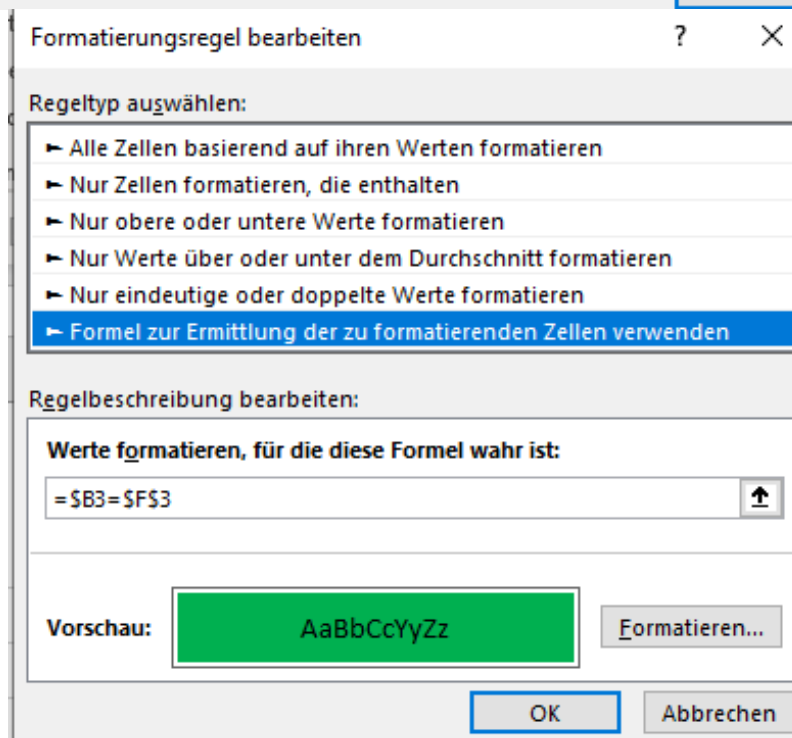 Formatierungsregel bearbeiten ? ×
Regeltyp auswählen:
► Alle Zellen basierend auf ihren Werten formatieren
► Nur Zellen formatieren, die enthalten
► Nur obere oder untere Werte formatieren
► Nur Werte über oder unter dem Durchschnitt formatieren
► Nur eindeutige oder doppelte Werte formatieren
► Formel zur Ermittlung der zu formatierenden Zellen verwenden
Regelbeschreibung bearbeiten:
Werte formatieren, für die diese Formel wahr ist:
=$B3=$F$3
Vorschau: AaBbCcYyZz Formatieren...
OK Abbrechen